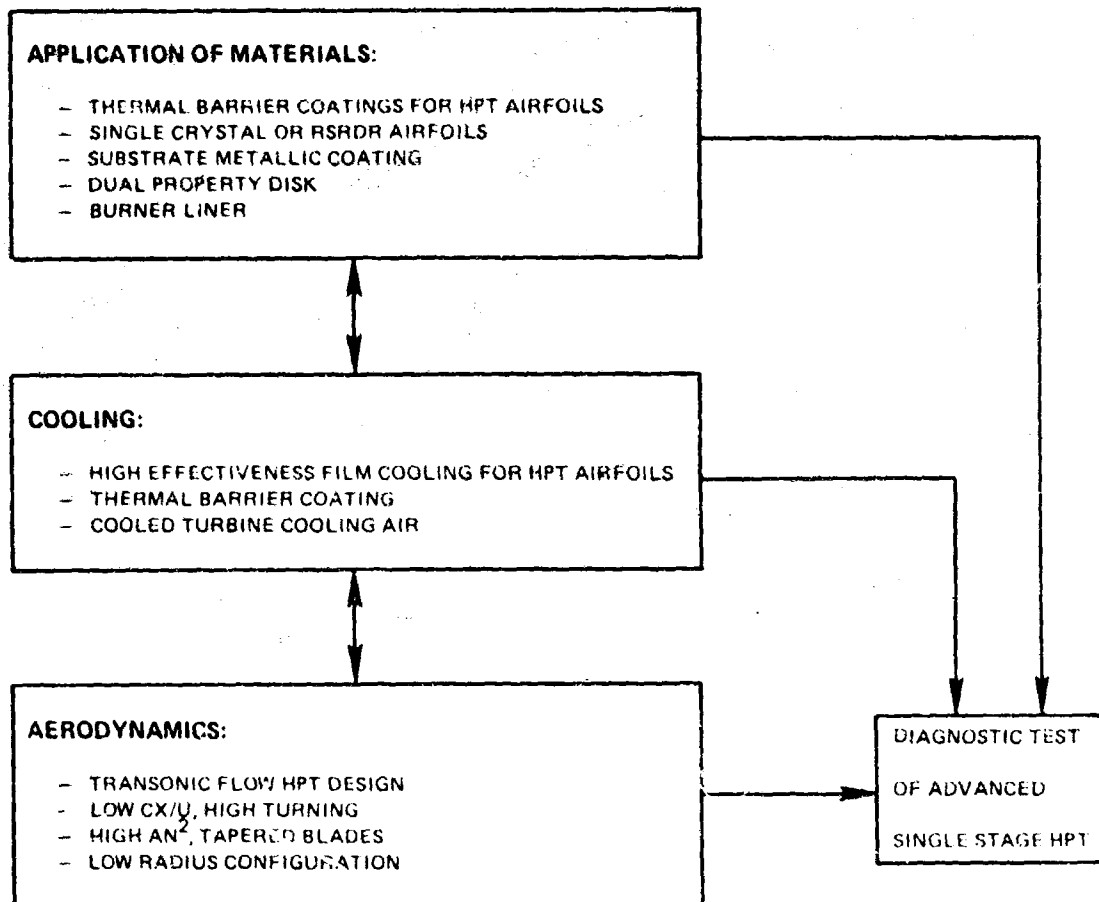 APPLICATION OF MATERIALS:
– THERMAL BARRIER COATINGS FOR HPT AIRFOILS
– SINGLE CRYSTAL OR RSRDR AIRFOILS
– SUBSTRATE METALLIC COATING
– DUAL PROPERTY DISK
– BURNER LINER
COOLING:
– HIGH EFFECTIVENESS FILM COOLING FOR HPT AIRFOILS
– THERMAL BARRIER COATING
– COOLED TURBINE COOLING AIR
AERODYNAMICS:
– TRANSONIC FLOW HPT DESIGN
- LOW CX/U, HIGH TURNING
– HIGH AN², TAPERED BLADES
– LOW RADIUS CONFIGURATION
DIAGNOSTIC TEST
OF ADVANCED
SINGLE STAGE HPT